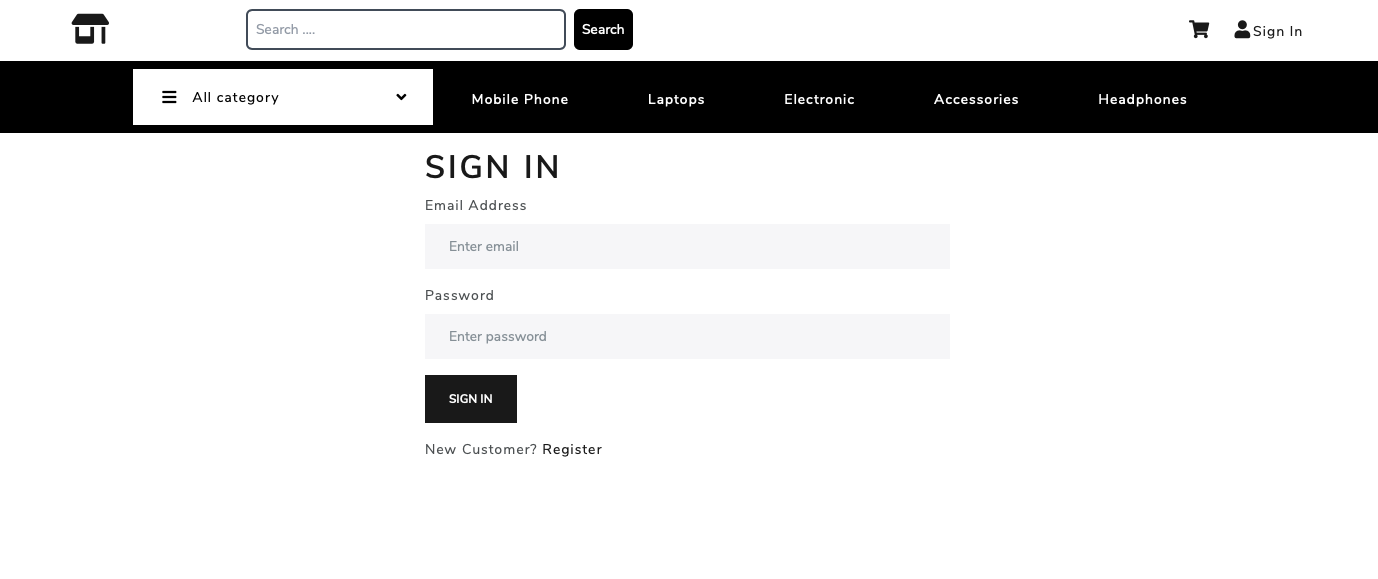 Search ....
Search
Sign In
All category
Mobile Phone
Laptops
Electronic
Accessories
Headphones
SIGN IN
Email Address
Enter email
Password
Enter password
SIGN IN
New Customer? Register